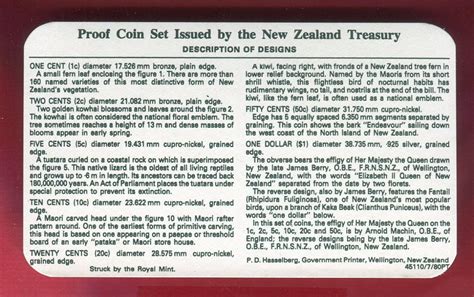 Proof Coin Set Issued by the New Zealand Treasury
DESCRIPTION OF DESIGNS
ONE CENT (1c) diameter 17.526 mm bronze, plain edge.
A small fern leaf enclosing the figure 1. There are more than
160 named varieties of this most distinctive form of New
Zealand's vegetation.
TWO CENTS (2c) diameter 21.082 mm bronze, plain edge.
Two golden kowhai blossoms and leaves around the figure 2.
The kowhai is often considered the national floral emblem. The
tree sometimes reaches a height of 13 m and dense masses of
blooms appear in early spring.
FIVE CENTS (5c) diameter 19.431 mm cupro-nickel, grained
edge.
A tuatara curled on a coastal rock on which is superimposed
the figure 5. This native lizard is the oldest of all living reptiles
and grows up to 6 m in length. Its ancestors can be traced back
180,000,000 years. An Act of Parliament places the tuatara under
special protection to prevent its extinction.
TEN CENTS (10c) diameter 23.622 mm cupro-nickel, grained
edge.
A Maori carved head under the figure 10 with Maori rafter
pattern around. One of the earliest forms of primitive carving,
this head is based on one appearing on a paepae or threshold
board of an early "pataka" or Maori store house.
TWENTY CENTS (20c) diameter 28.575 mm cupro-nickel,
grained edge.
Struck by the Royal Mint.
A kiwi, facing right, with fronds of a New Zealand tree fern in
lower relief background. Named by the Maoris from its short
shrill whistle, this flightless bird of nocturnal habits has
rudimentary wings, no tail, and nostrils at the end of the bill. The
kiwi, like the fern leaf, is often used as a national emblem.
FIFTY CENTS (50c) diameter 31.750 mm cupro-nickel.
Edge has 5 equally spaced 6.350 mm segments separated by
graining. This coin shows the bark "Endeavour" sailing down
the west coast of North Island of New Zealand.
ONE DOLLAR ($1) diameter 38.735 mm, .925 silver, grained
edge.
The obverse bears the effigy of Her Majesty the Queen drawn
by the late James Berry, O.B.E., F.R.N.S.N.Z., of Wellington,
New Zealand, with the words "Elizabeth II Queen of New
Zealand" separated from the date by two florets.
The reverse design, also by James Berry, features the Fantail
(Rhipidura Fuliginosa), one of New Zealand's most popular
birds, upon a branch of Kaka Beak (Clianthus Puniceus), with the
words "one dollar" below.
In this set of coins, the effigy of Her Majesty the Queen on the
1c, 2c, 5c, 10c, 20c, and 50c, is by Arnold Machin, O.B.E., of
England; the reverse designs being by the late James Berry,
O.B.E., F.R.N.S.N.Z., of Wellington, New Zealand.
P. D. Hasselberg, Government Printer, Wellington, New Zealand
45110/7/80PT